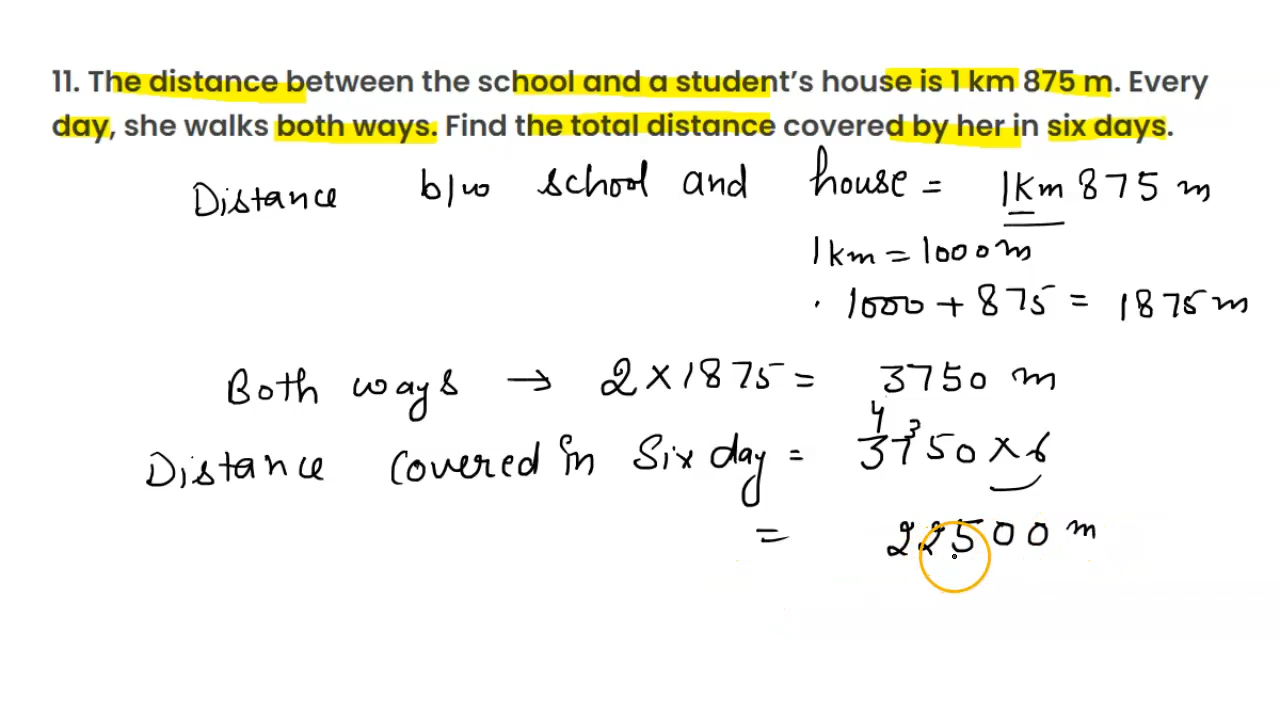 11. The distance between the school and a student's house is 1 km 875 m. Every
day, she walks both ways. Find the total distance covered by her in six days.
Distance b/w school and house = 1km 875 m
1km = 1000m
1000 + 875 = 1875m
Both ways → 2 × 1875 = 3750 m
4 3
Distance covered in Six day = 3750 × 6
= 22500 m